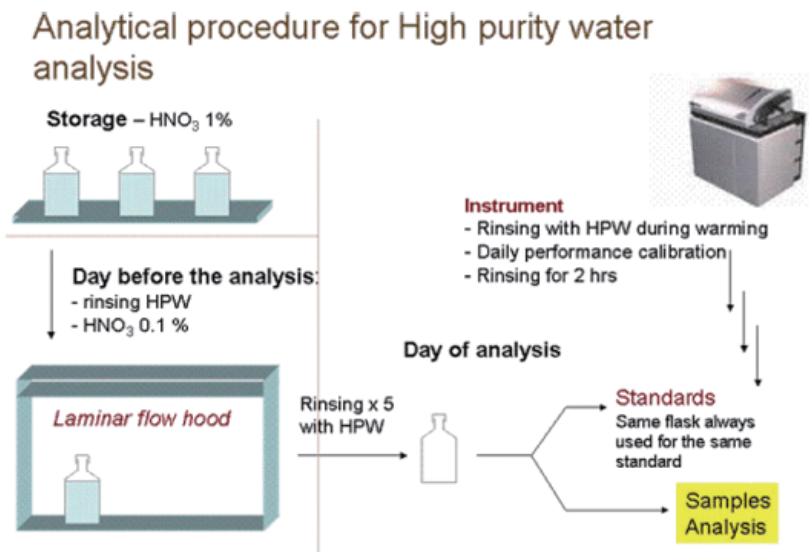 Analytical procedure for High purity water
analysis
Storage – HNO₃ 1%
Instrument
- Rinsing with HPW during warming
- Daily performance calibration
- Rinsing for 2 hrs
Day before the analysis:
- rinsing HPW
- HNO₃ 0.1 %
Laminar flow hood
Rinsing x 5
with HPW
Day of analysis
Standards
Same flask always
used for the same
standard
Samples
Analysis